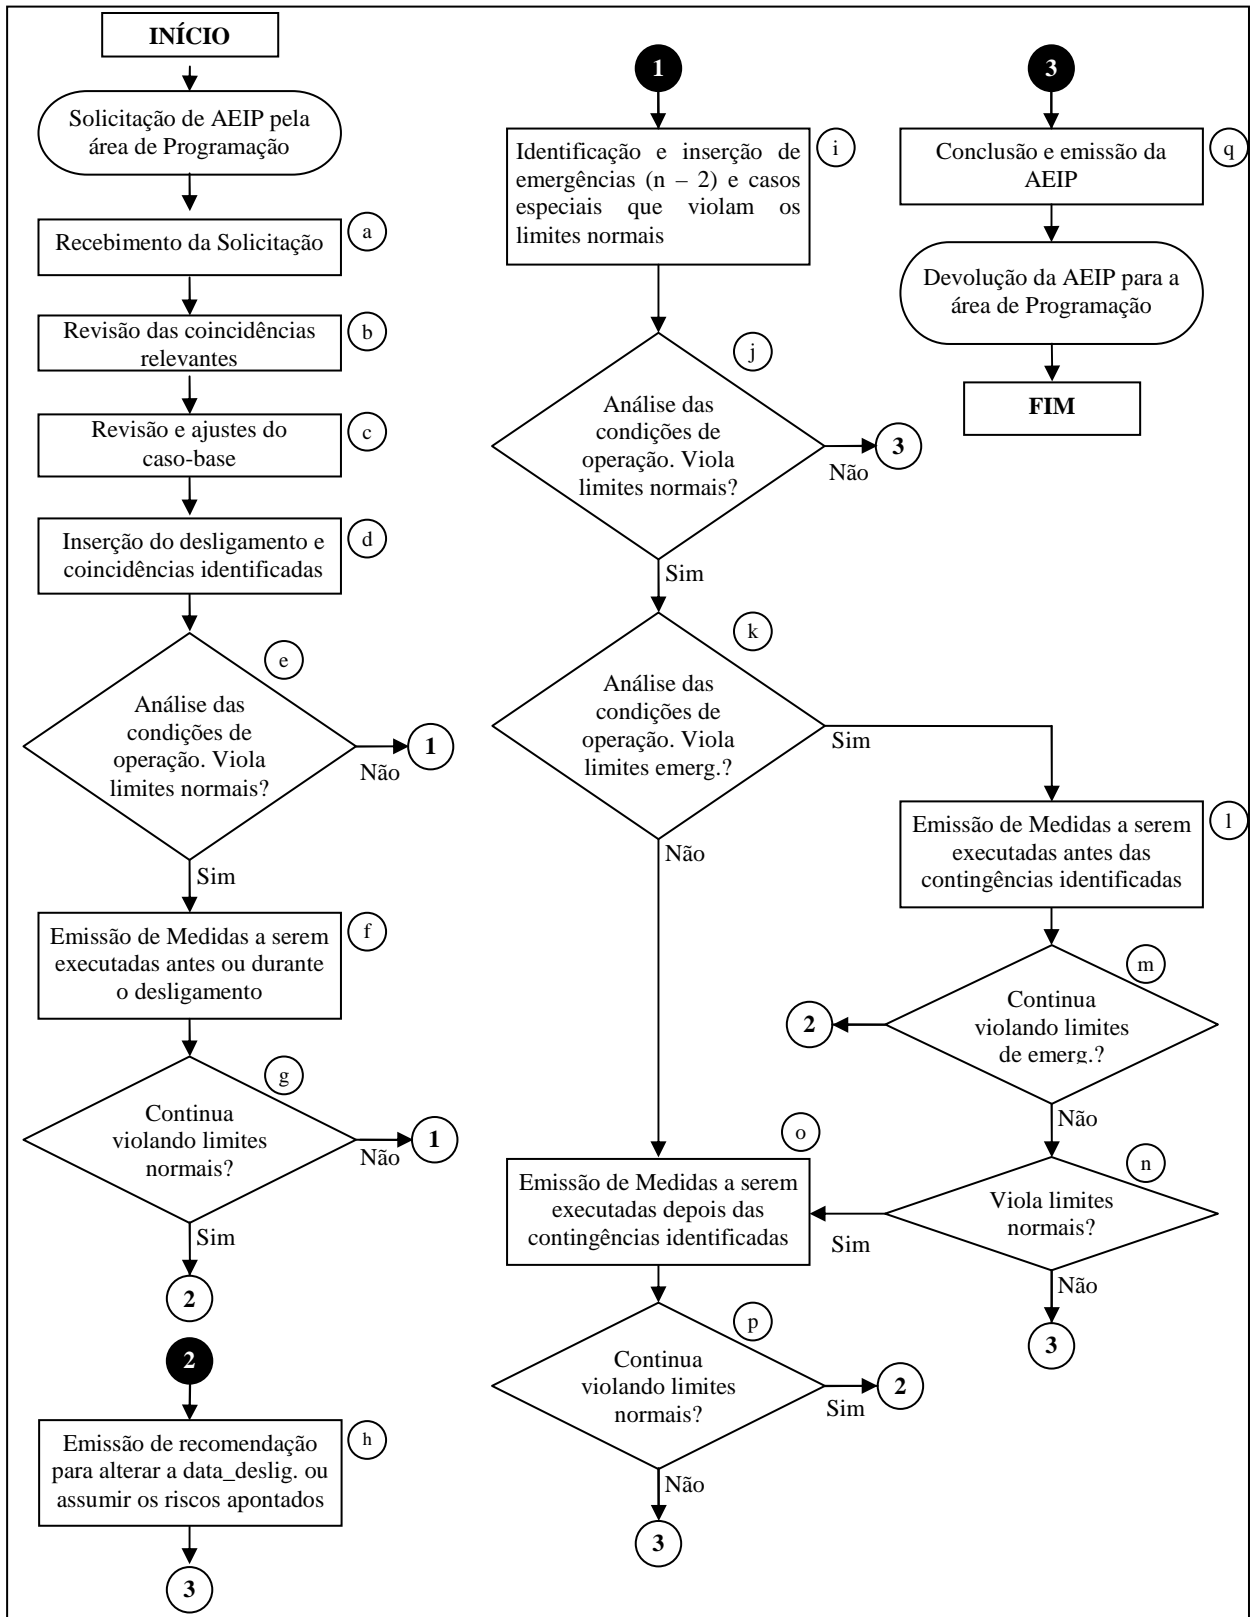 INÍCIO
Solicitação de AEIP pela
área de Programação
Recebimento da Solicitação
a
Revisão das coincidências
relevantes
b
Revisão e ajustes do
caso-base
c
Inserção do desligamento e
coincidências identificadas
d
e
Análise das
condições de
operação. Viola
limites normais?
1
Não
Sim
Emissão de Medidas a serem
executadas antes ou durante
o desligamento
f
g
Continua
violando limites
normais?
1
Não
Sim
2
2
Emissão de recomendação
para alterar a data_deslig. ou
assumir os riscos apontados
h
3
1
Identificação e inserção de
emergências (n – 2) e casos
especiais que violam os
limites normais
i
j
Análise das
condições de
operação. Viola
limites normais?
3
Não
Sim
k
Análise das
condições de
operação. Viola
limites emerg.?
Sim
Não
Emissão de Medidas a serem
executadas antes das
contingências identificadas
l
m
Continua
violando limites
de emerg.?
2
Não
n
Viola limites
normais?
Sim
Não
3
o
Emissão de Medidas a serem
executadas depois das
contingências identificadas
p
Continua
violando limites
normais?
2
Sim
Não
3
3
Conclusão e emissão da
AEIP
q
Devolução da AEIP para a
área de Programação
FIM